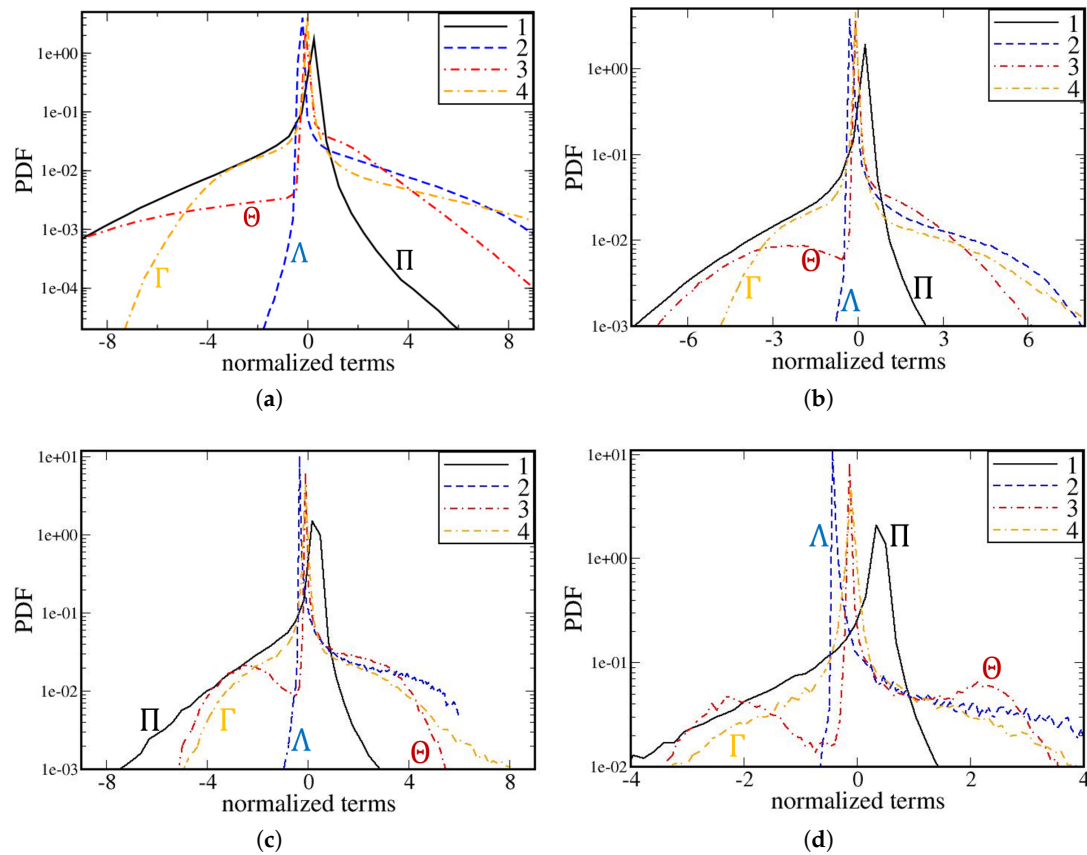 1
2
3
4
1e+00
1e-01
1e-02
1e-03
1e-04
PDF
Θ
Λ
Γ
Π
-8 -4 0 4 8
normalized terms
(a)
1
2
3
4
1e+00
1e-01
1e-02
1e-03
PDF
Θ
Γ
Λ
Π
-6 -3 0 3 6
normalized terms
(b)
1
2
3
4
1e+01
1e+00
1e-01
1e-02
1e-03
PDF
Π
Γ
Λ
Θ
-8 -4 0 4 8
normalized terms
(c)
1
2
3
4
1e+01
1e+00
1e-01
1e-02
PDF
Λ
Π
Θ
Γ
-4 -2 0 2 4
normalized terms
(d)